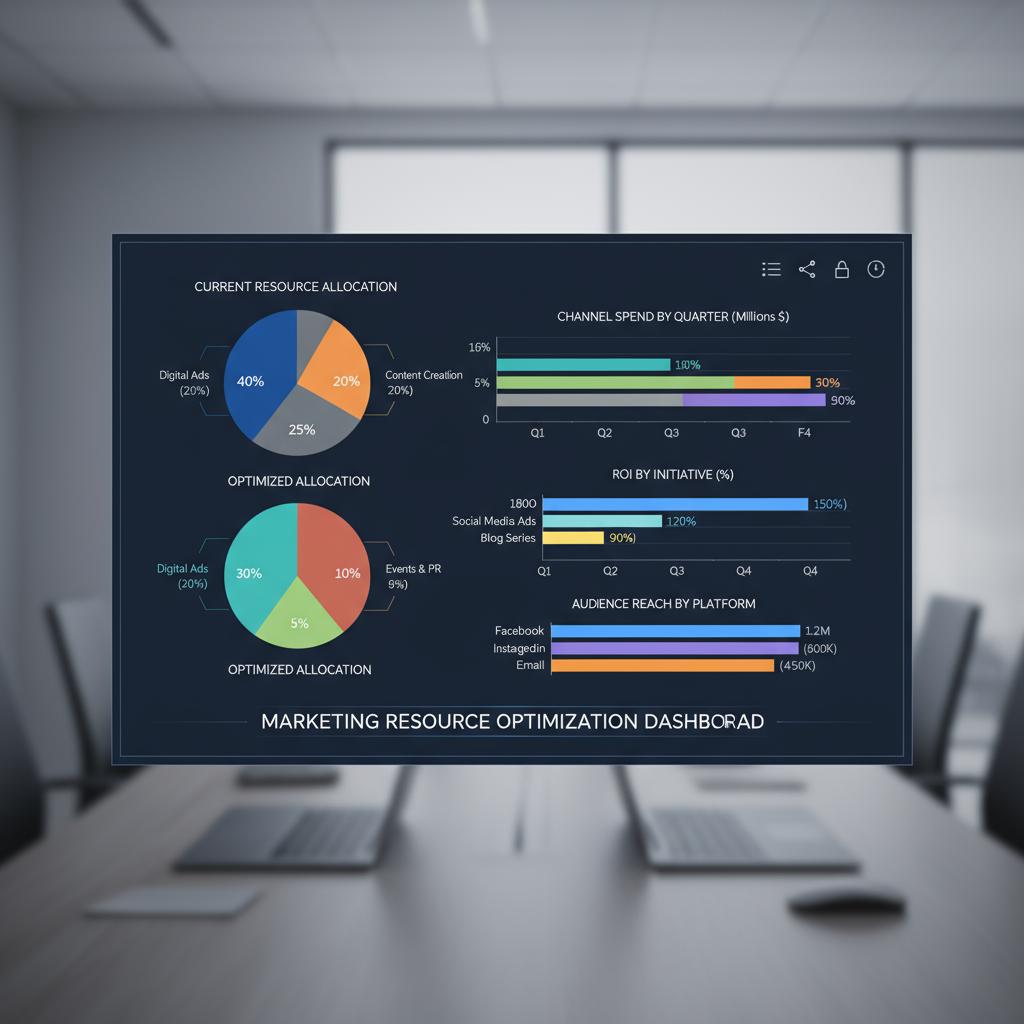 CURRENT RESOURCE ALLOCATION
Digital Ads
(20%)
40%
20%
25%
Content Creation
20%)
OPTIMIZED ALLOCATION
Digital Ads
(20%)
30%
10%
5%
Events & PR
9%)
OPTIMIZED ALLOCATION
CHANNEL SPEND BY QUARTER (Millions $)
16%
5%
0
30%
90%
Q1 Q2 Q3 Q3 F4
ROI BY INITIATIVE (%)
1800
150%)
Social Media Ads
120%
Blog Series
90%)
Q1 Q2 Q3 Q4 Q4
AUDIENCE REACH BY PLATFORM
Facebook
1.2M
Instagedin
(600K)
Email
(450K)
MARKETING RESOURCE OPTIMIZATION DASHBORAD